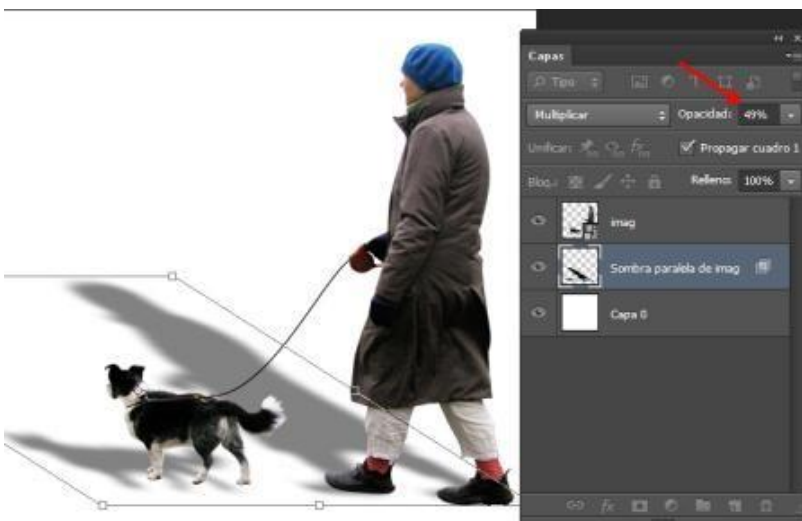 Capas
Tipo
Multiplicar Opacidad: 49%
Unificar: Propagar cuadro 1
Bloq.: Relleno: 100%
imag
Sombra paralela de imag
Capa 0
fx